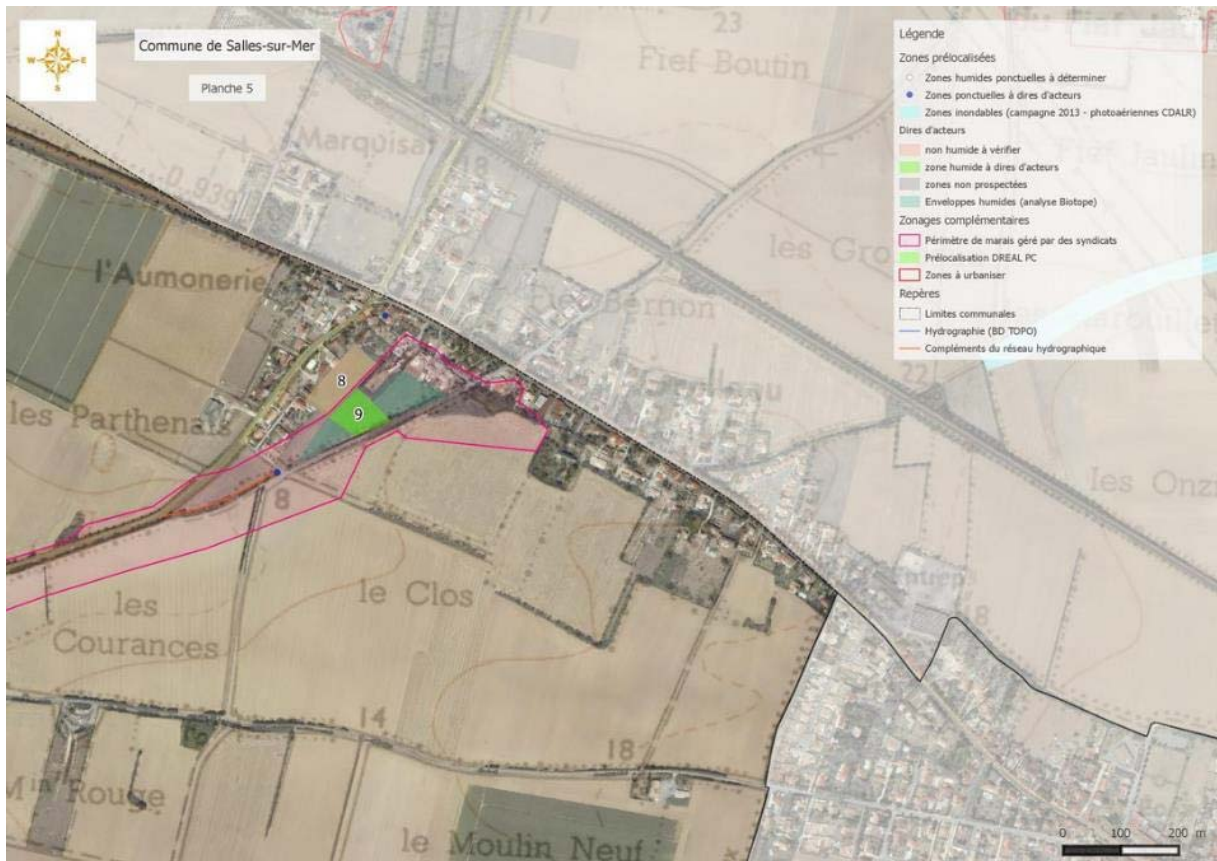 N
W E
S
Commune de Salles-sur-Mer
Planche 5
17
23
Fief Boutin
Légende
Zones prélocalisées
Zones humides ponctuelles à déterminer
Zones ponctuelles à dires d'acteurs
Zones inondables (campagne 2013 - photoaériennes CDALR)
Dires d'acteurs
non humide à vérifier
zone humide à dires d'acteurs
zones non prospectées
Enveloppes humides (analyse Biotope)
Zonages complémentaires
Périmètre de marais géré par des syndicats
Prélocalisation DREAL PC
Zones à urbaniser
Repères
Limites communales
Hydrographie (BD TOPO)
Compléments du réseau hydrographique
Marquisat
18
les Gro
l'Aumonerie
Fief Bernon
22
8
9
les Parthenais
8
les Onzi
le Clos
les
Courances
18
14
18
Min Rouge
le Moulin Neuf
0 100 200 m